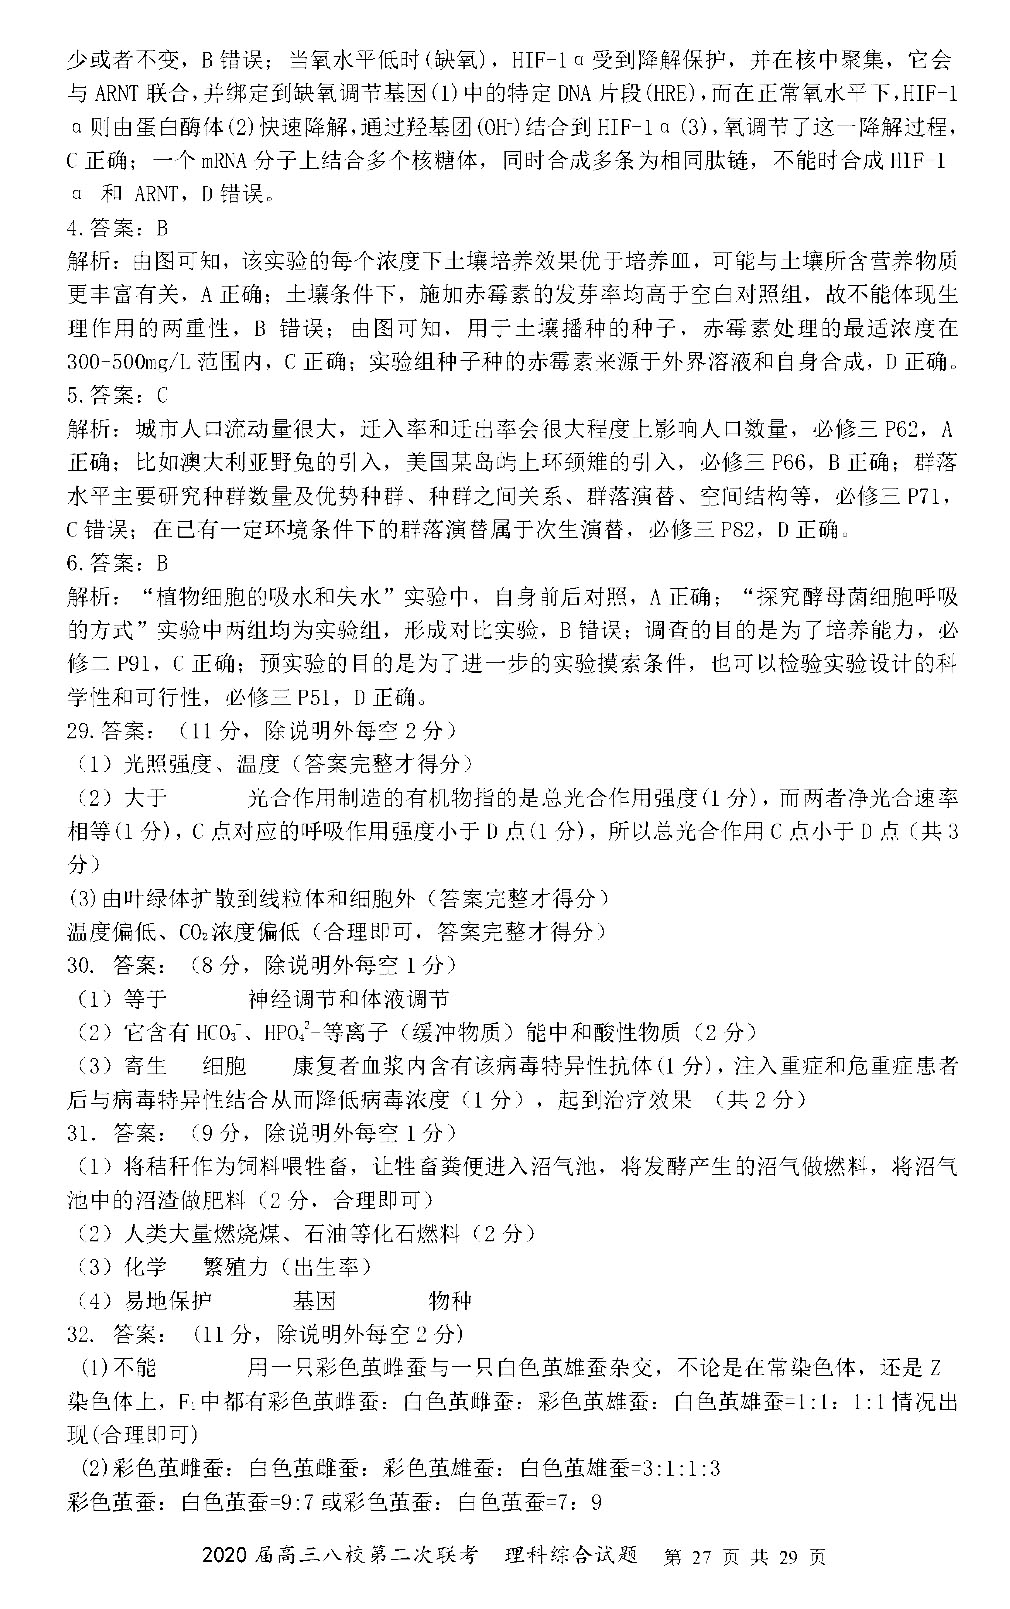 少或者不变，B 错误；当氧水平低时(缺氧)，HIF-1α受到降解保护，并在核中聚集，它会
与 ARNT 联合,并绑定到缺氧调节基因(1)中的特定 DNA 片段(HRE),而在正常氧水平下,HIF-1
α则由蛋白酶体(2)快速降解,通过羟基团(OH-)结合到 HIF-1α(3),氧调节了这一降解过程，
C 正确；一个 mRNA 分子上结合多个核糖体，同时合成多条为相同肽链，不能时合成 HIF-1
α 和 ARNT，D 错误。
4.答案：B
解析：由图可知，该实验的每个浓度下土壤培养效果优于培养皿，可能与土壤所含营养物质
更丰富有关，A 正确；土壤条件下，施加赤霉素的发芽率均高于空白对照组，故不能体现生
理作用的两重性，B 错误；由图可知，用于土壤播种的种子，赤霉素处理的最适浓度在
300-500mg/L 范围内，C 正确；实验组种子种的赤霉素来源于外界溶液和自身合成，D 正确。
5.答案：C
解析：城市人口流动量很大，迁入率和迁出率会很大程度上影响人口数量，必修三 P62，A
正确；比如澳大利亚野兔的引入，美国某岛屿上环颈雉的引入，必修三 P66，B 正确；群落
水平主要研究种群数量及优势种群、种群之间关系、群落演替、空间结构等，必修三 P71，
C 错误；在已有一定环境条件下的群落演替属于次生演替，必修三 P82，D 正确。
6.答案：B
解析：“植物细胞的吸水和失水”实验中，自身前后对照，A 正确；“探究酵母菌细胞呼吸
的方式”实验中两组均为实验组，形成对比实验，B 错误；调查的目的是为了培养能力，必
修二 P91，C 正确；预实验的目的是为了进一步的实验摸索条件，也可以检验实验设计的科
学性和可行性，必修三 P51，D 正确。
29.答案：（11 分，除说明外每空 2 分）
（1）光照强度、温度（答案完整才得分）
（2）大于 光合作用制造的有机物指的是总光合作用强度(1 分),而两者净光合速率
相等(1 分),C 点对应的呼吸作用强度小于 D 点(1 分),所以总光合作用 C 点小于 D 点（共 3
分）
(3)由叶绿体扩散到线粒体和细胞外（答案完整才得分）
温度偏低、CO₂浓度偏低（合理即可，答案完整才得分）
30. 答案：（8 分，除说明外每空 1 分）
（1）等于 神经调节和体液调节
（2）它含有 HCO₃⁻、HPO₄²-等离子（缓冲物质）能中和酸性物质（2 分）
（3）寄生 细胞 康复者血浆内含有该病毒特异性抗体(1 分),注入重症和危重症患者
后与病毒特异性结合从而降低病毒浓度（1 分），起到治疗效果 （共 2 分）
31. 答案：（9 分，除说明外每空 1 分）
（1）将秸秆作为饲料喂牲畜，让牲畜粪便进入沼气池，将发酵产生的沼气做燃料，将沼气
池中的沼渣做肥料（2 分，合理即可）
（2）人类大量燃烧煤、石油等化石燃料（2 分）
（3）化学 繁殖力（出生率）
（4）易地保护 基因 物种
32. 答案：(11 分，除说明外每空 2 分)
(1)不能 用一只彩色茧雌蚕与一只白色茧雄蚕杂交，不论是在常染色体，还是 Z
染色体上，F₁中都有彩色茧雌蚕：白色茧雌蚕：彩色茧雄蚕：白色茧雄蚕=1:1：1:1 情况出
现(合理即可)
(2)彩色茧雌蚕：白色茧雌蚕：彩色茧雄蚕：白色茧雄蚕=3:1:1:3
彩色茧蚕：白色茧蚕=9:7 或彩色茧蚕：白色茧蚕=7：9
2020 届高三八校第二次联考 理科综合试题 第 27 页 共 29 页